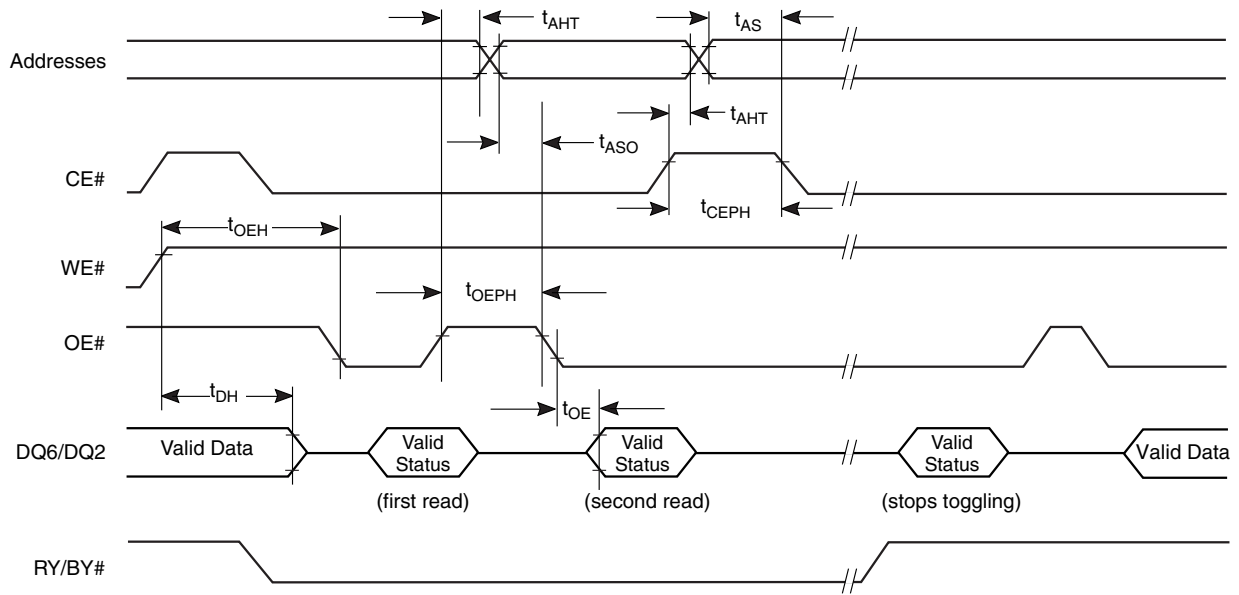 tAHT
tAS
Addresses
tAHT
tASO
CE#
tCEPH
tOEH
WE#
tOEPH
OE#
tDH
tOE
DQ6/DQ2
Valid Data
Valid
Status
Valid
Status
Valid
Status
Valid Data
(first read)
(second read)
(stops toggling)
RY/BY#